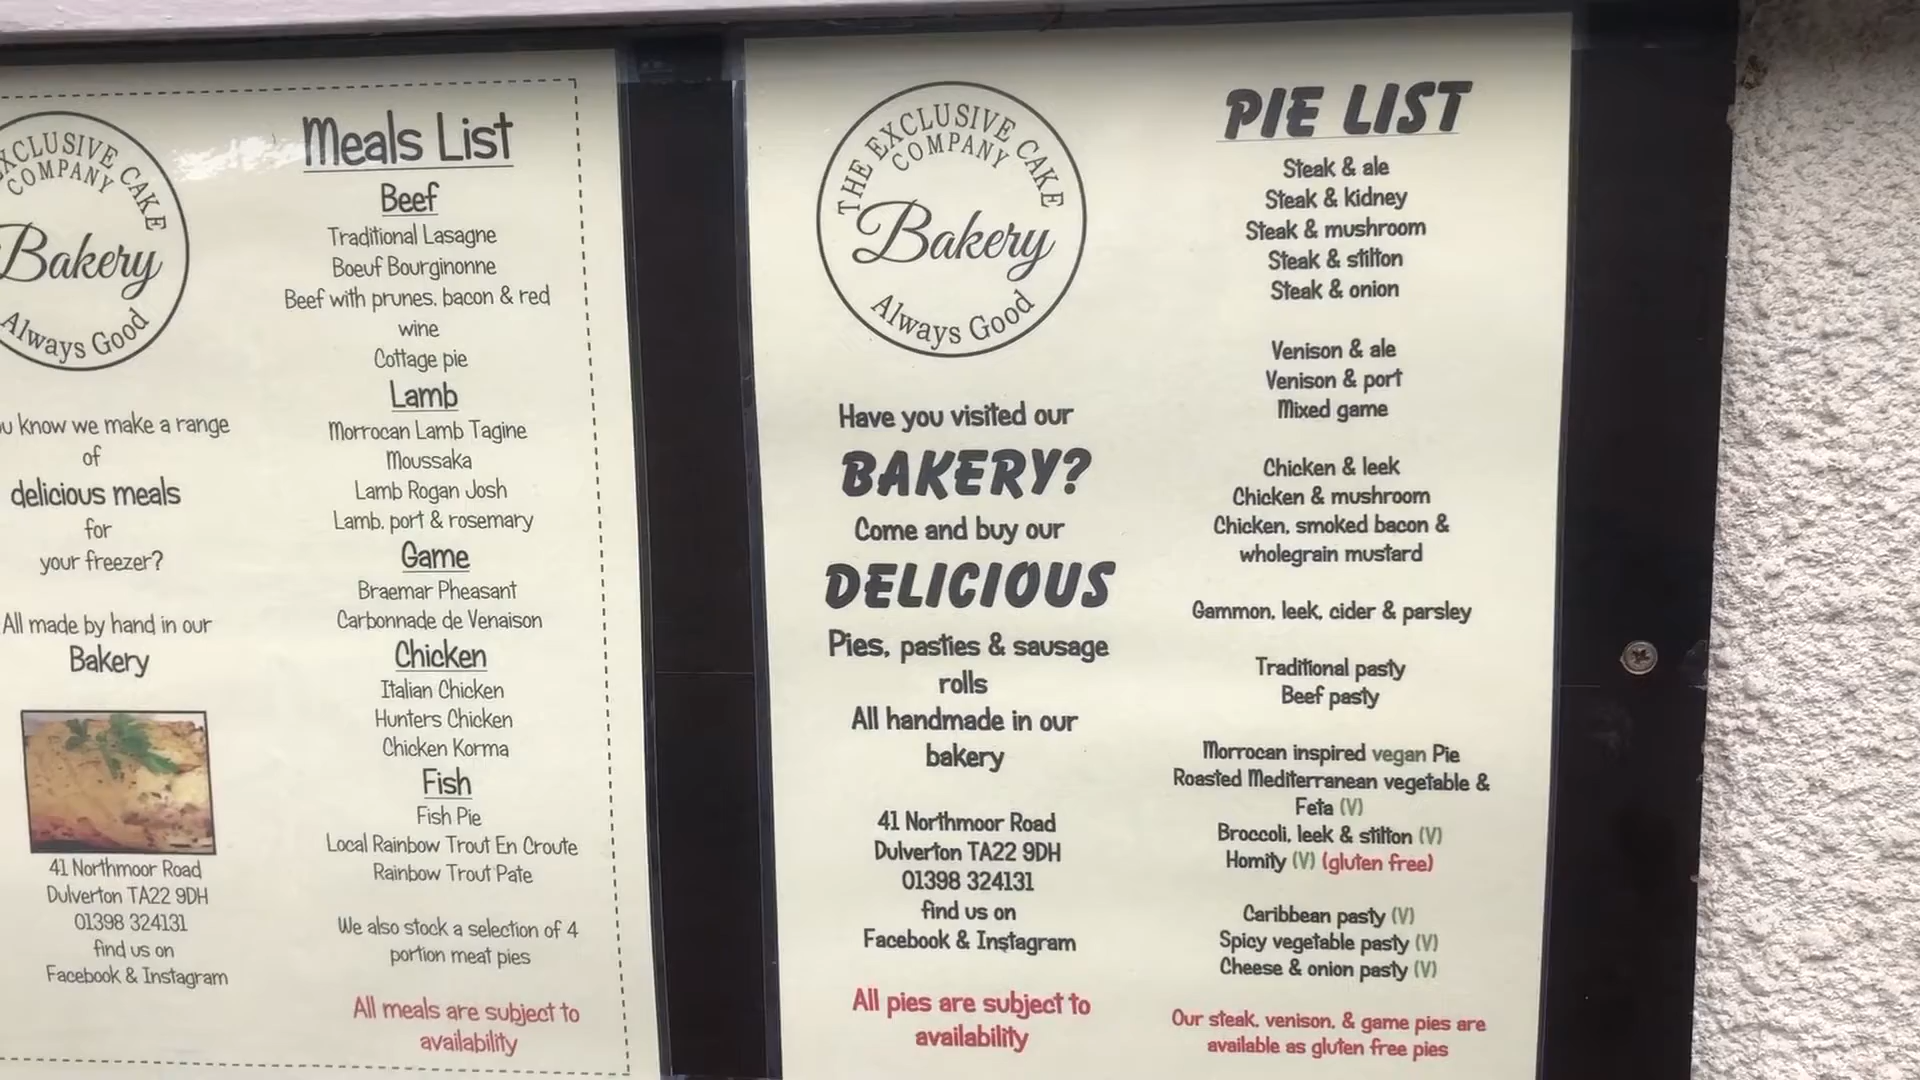 EXCLUSIVE CAKE
COMPANY
Bakery
Always Good
know we make a range
of
delicious meals
for
your freezer?
All made by hand in our
Bakery
41 Northmoor Road
Dulverton TA22 9DH
01398 324131
find us on
Facebook & Instagram
Meals List
Beef
Traditional Lasagne
Boeuf Bourginonne
Beef with prunes, bacon & red
wine
Cottage pie
Lamb
Morrocan Lamb Tagine
Moussaka
Lamb Rogan Josh
Lamb, port & rosemary
Game
Braemar Pheasant
Carbonnade de Venaison
Chicken
Italian Chicken
Hunters Chicken
Chicken Korma
Fish
Fish Pie
Local Rainbow Trout En Croute
Rainbow Trout Pate
We also stock a selection of 4
portion meat pies
All meals are subject to
availability
THE EXCLUSIVE CAKE
COMPANY
Bakery
Always Good
Have you visited our
BAKERY?
Come and buy our
DELICIOUS
Pies, pasties & sausage
rolls
All handmade in our
bakery
41 Northmoor Road
Dulverton TA22 9DH
01398 324131
find us on
Facebook & Instagram
All pies are subject to
availability
PIE LIST
Steak & ale
Steak & kidney
Steak & mushroom
Steak & stilton
Steak & onion
Venison & ale
Venison & port
Mixed game
Chicken & leek
Chicken & mushroom
Chicken, smoked bacon &
wholegrain mustard
Gammon, leek, cider & parsley
Traditional pasty
Beef pasty
Morrocan inspired vegan Pie
Roasted Mediterranean vegetable &
Feta (V)
Broccoli, leek & stilton (V)
Homity (V) (gluten free)
Caribbean pasty (V)
Spicy vegetable pasty (V)
Cheese & onion pasty (V)
Our steak, venison, & game pies are
available as gluten free pies